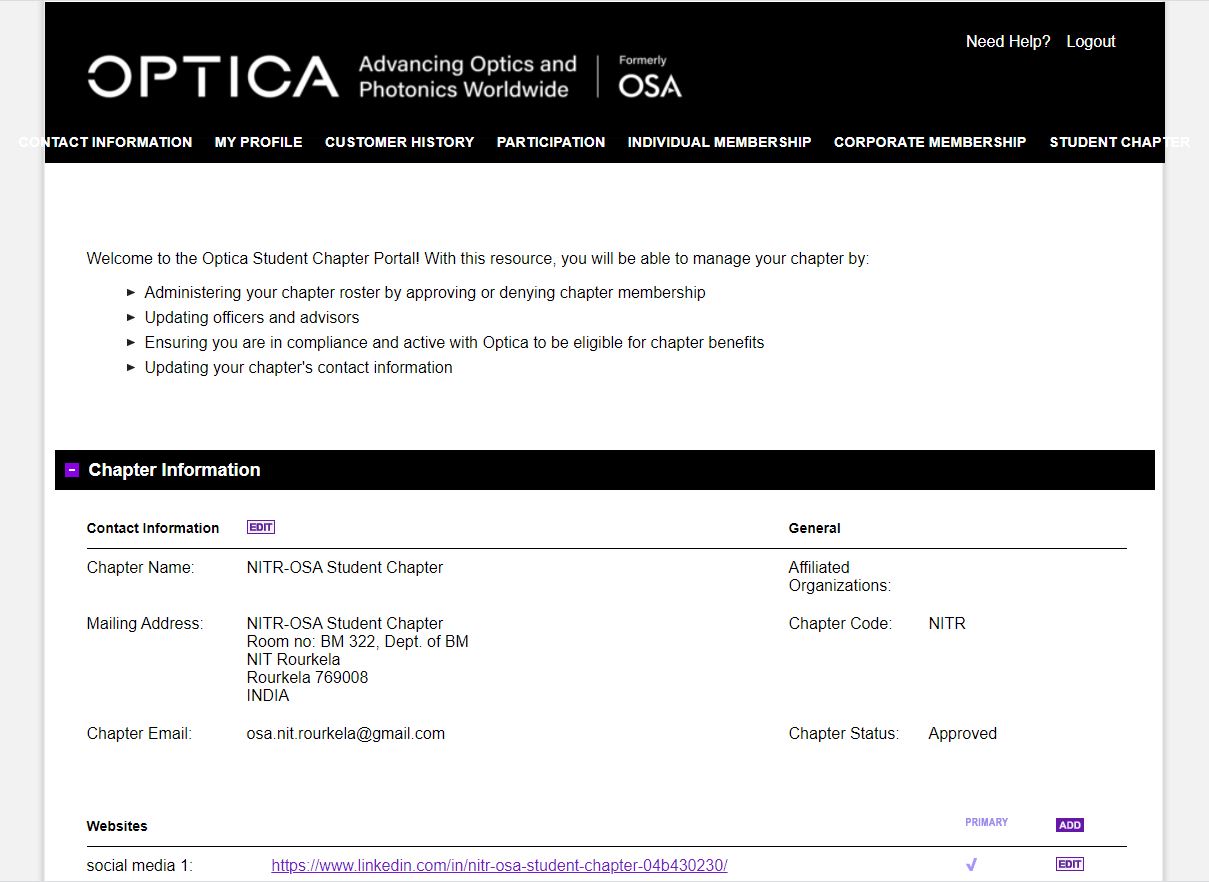 Need Help? Logout
OPTICA Advancing Optics and Photonics Worldwide Formerly OSA
CONTACT INFORMATION MY PROFILE CUSTOMER HISTORY PARTICIPATION INDIVIDUAL MEMBERSHIP CORPORATE MEMBERSHIP STUDENT CHAPTER
Welcome to the Optica Student Chapter Portal! With this resource, you will be able to manage your chapter by:
► Administering your chapter roster by approving or denying chapter membership
► Updating officers and advisors
► Ensuring you are in compliance and active with Optica to be eligible for chapter benefits
► Updating your chapter's contact information
- Chapter Information
Contact Information EDIT General
Chapter Name: NITR-OSA Student Chapter Affiliated
Organizations:
Mailing Address: NITR-OSA Student Chapter Chapter Code: NITR
Room no: BM 322, Dept. of BM
NIT Rourkela
Rourkela 769008
INDIA
Chapter Email: osa.nit.rourkela@gmail.com Chapter Status: Approved
Websites PRIMARY ADD
social media 1: https://www.linkedin.com/in/nitr-osa-student-chapter-04b430230/ √ EDIT